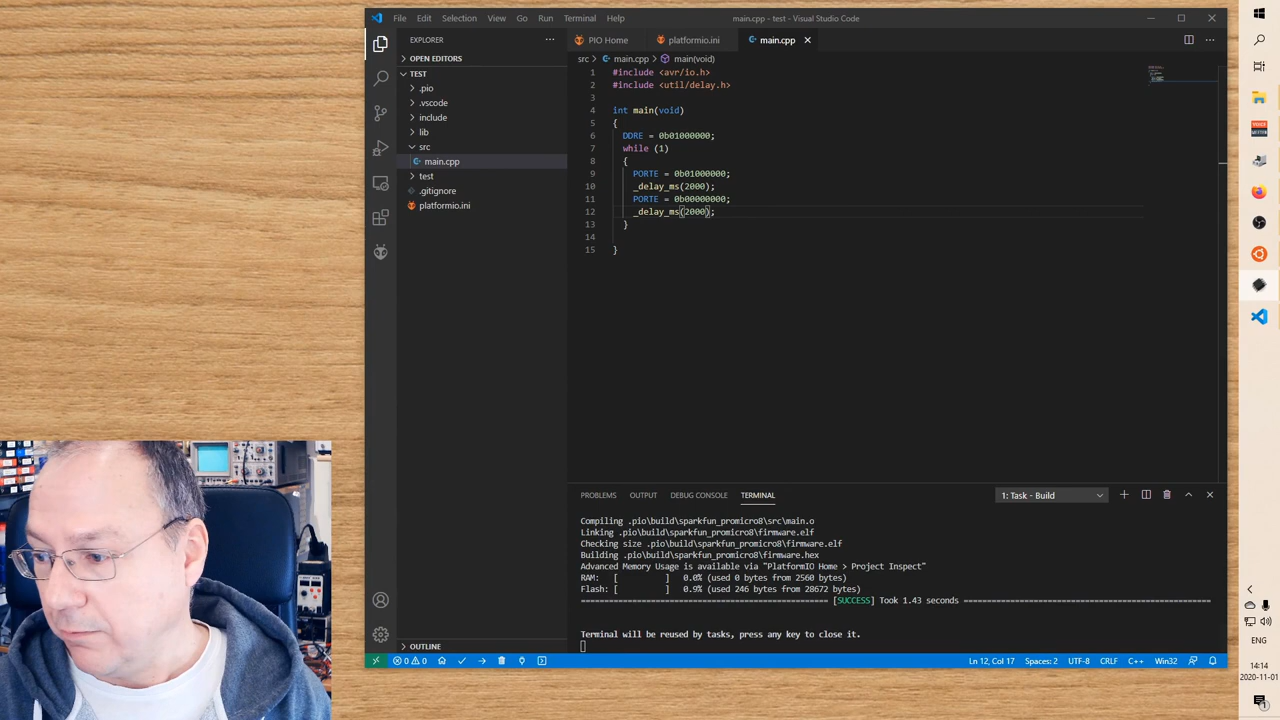 File Edit Selection View Go Run Terminal Help
main.cpp - test - Visual Studio Code
EXPLORER
OPEN EDITORS
TEST
.pio
.vscode
include
lib
src
main.cpp
test
.gitignore
platformio.ini
OUTLINE
PIO Home
platformio.ini
main.cpp
src > main.cpp > main(void)
1 #include <avr/io.h>
2 #include <util/delay.h>
3
4 int main(void)
5 {
6 DDRE = 0b01000000;
7 while (1)
8 {
9 PORTE = 0b01000000;
10 _delay_ms(2000);
11 PORTE = 0b00000000;
12 _delay_ms(2000);
13 }
14
15 }
PROBLEMS OUTPUT DEBUG CONSOLE TERMINAL
1: Task - Build
Compiling .pio\build\sparkfun_promicro8\src\main.o
Linking .pio\build\sparkfun_promicro8\firmware.elf
Checking size .pio\build\sparkfun_promicro8\firmware.elf
Building .pio\build\sparkfun_promicro8\firmware.hex
Advanced Memory Usage is available via "PlatformIO Home > Project Inspect"
RAM: [ ] 0.0% (used 0 bytes from 2560 bytes)
Flash: [ ] 0.9% (used 246 bytes from 28672 bytes)
================================================= [SUCCESS] Took 1.43 seconds =================================================
Terminal will be reused by tasks, press any key to close it.
0 0
Ln 12, Col 17 Spaces: 2 UTF-8 CRLF C++ Win32
ENG
14:14
2020-11-01